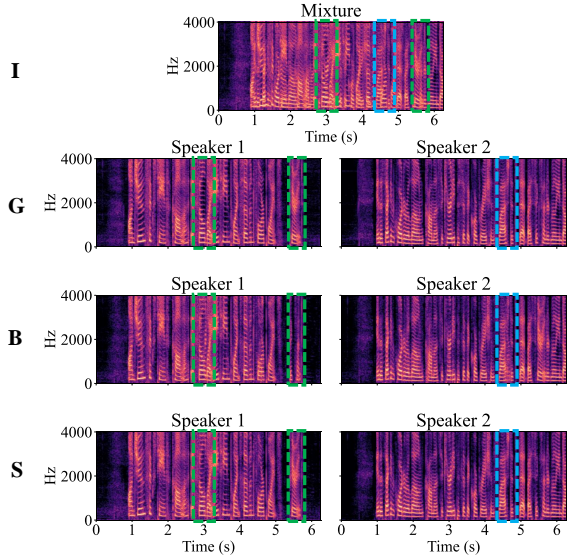 Mixture
4000
I Hz 2000
0
0 1 2 3 4 5 6
Time (s)
Speaker 1 Speaker 2
4000
G Hz 2000
0
Speaker 1 Speaker 2
4000
B Hz 2000
0
Speaker 1 Speaker 2
4000
S Hz 2000
0
0 1 2 3 4 5 6 0 1 2 3 4 5 6
Time (s) Time (s)